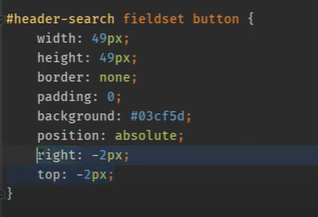 #header-search fieldset button {
    width: 49px;
    height: 49px;
    border: none;
    padding: 0;
    background: #03cf5d;
    position: absolute;
    right: -2px;
    top: -2px;
}